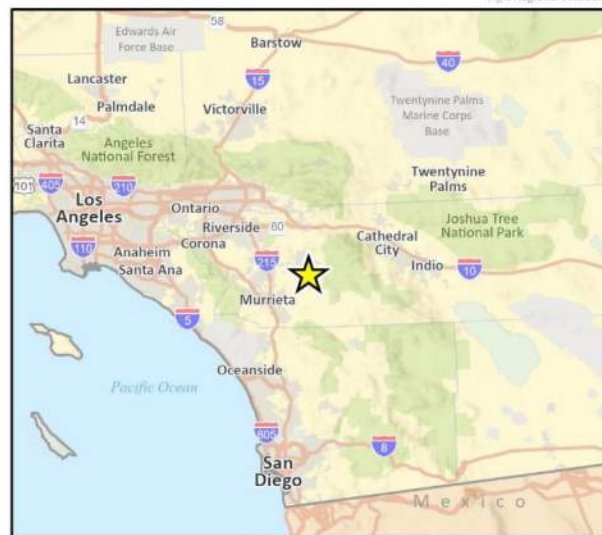 58
Edwards Air
Force Base
Barstow
40
15
Lancaster
Palmdale
Victorville
Twentynine Palms
Marine Corps
Base
14
Santa
Clarita
Angeles
National Forest
Twentynine
Palms
101
405
210
Los
Angeles
Ontario
Joshua Tree
National Park
Riverside
60
Cathedral
City
110
Anaheim
Corona
215
Indio
10
Santa Ana
Murrieta
5
Oceanside
Pacific Ocean
805
8
San
Diego
Mexico